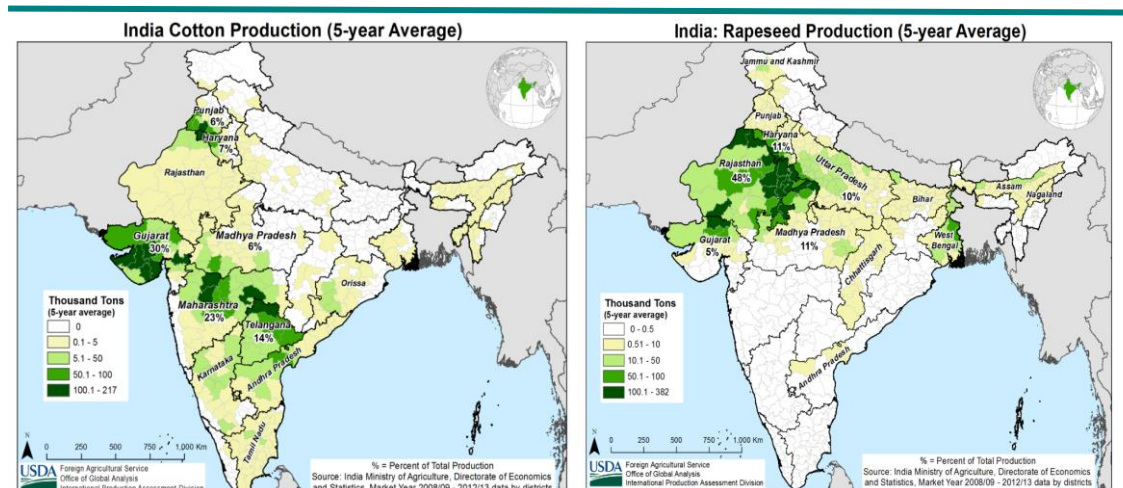 India Cotton Production (5-year Average)
Punjab
6%
Haryana
7%
Rajasthan
Gujarat
30%
Madhya Pradesh
6%
Orissa
Maharashtra
23%
Telangana
14%
Karnataka
Andhra Pradesh
Tamil Nadu
Thousand Tons
(5-year average)
0
0.1 - 5
5.1 - 50
50.1 - 100
100.1 - 217
0 250 500 1,000 Km
N
USDA
Foreign Agricultural Service
Office of Global Analysis
International Production Assessment Division
% = Percent of Total Production
Source: India Ministry of Agriculture, Directorate of Economics
and Statistics, Market Year 2008/09 - 2012/13 data by districts
India: Rapeseed Production (5-year Average)
Jammu and Kashmir
Punjab
Haryana
11%
Rajasthan
48%
Uttar Pradesh
10%
Bihar
Assam
Nagaland
Gujarat
5%
Madhya Pradesh
11%
West
Bengal
Chhattisgarh
Andhra Pradesh
Thousand Tons
(5-year average)
0 - 0.5
0.51 - 10
10.1 - 50
50.1 - 100
100.1 - 382
0 250 500 1,000 Km
N
USDA
Foreign Agricultural Service
Office of Global Analysis
International Production Assessment Division
% = Percent of Total Production
Source: India Ministry of Agriculture, Directorate of Economics
and Statistics, Market Year 2008/09 - 2012/13 data by districts